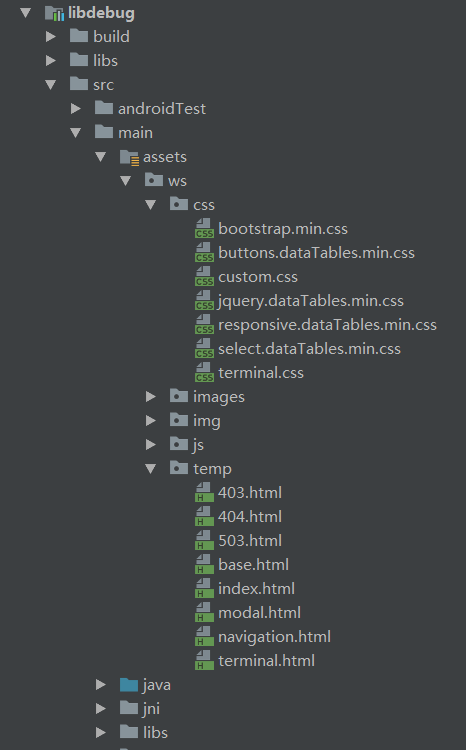 libdebug
build
libs
src
androidTest
main
assets
ws
css
bootstrap.min.css
buttons.dataTables.min.css
custom.css
jquery.dataTables.min.css
responsive.dataTables.min.css
select.dataTables.min.css
terminal.css
images
img
js
temp
403.html
404.html
503.html
base.html
index.html
modal.html
navigation.html
terminal.html
java
jni
libs